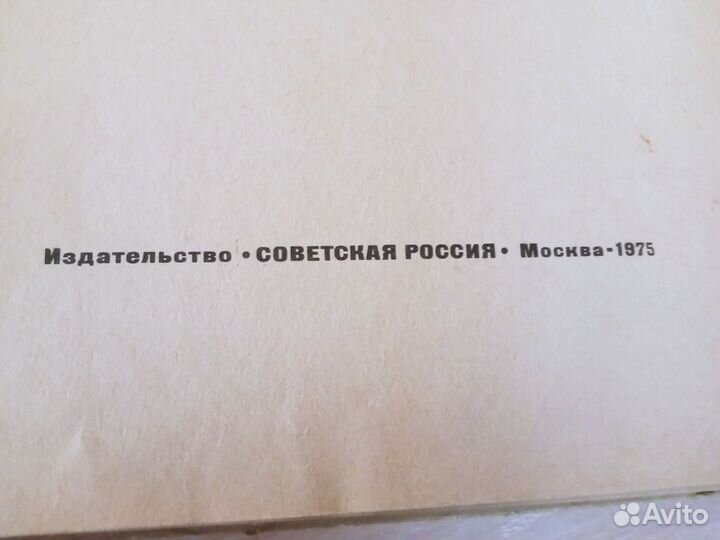 Издательство • СОВЕТСКАЯ РОССИЯ • Москва-1975
Avito